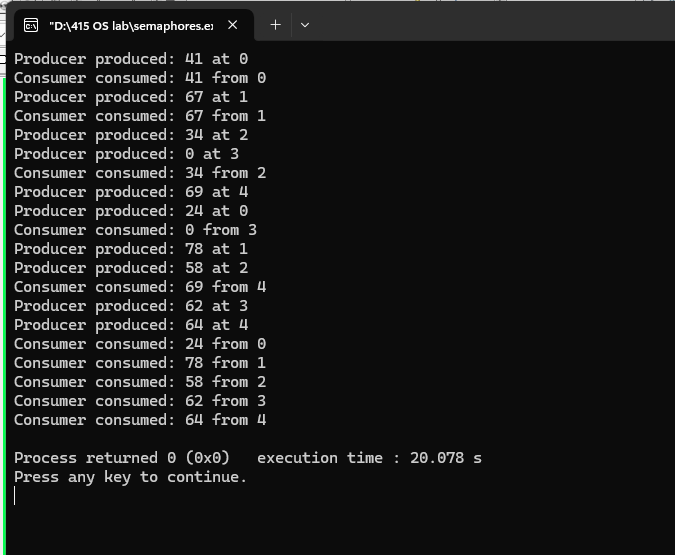 "D:\415 OS lab\semaphores.ex
Producer produced: 41 at 0
Consumer consumed: 41 from 0
Producer produced: 67 at 1
Consumer consumed: 67 from 1
Producer produced: 34 at 2
Producer produced: 0 at 3
Consumer consumed: 34 from 2
Producer produced: 69 at 4
Producer produced: 24 at 0
Consumer consumed: 0 from 3
Producer produced: 78 at 1
Producer produced: 58 at 2
Consumer consumed: 69 from 4
Producer produced: 62 at 3
Producer produced: 64 at 4
Consumer consumed: 24 from 0
Consumer consumed: 78 from 1
Consumer consumed: 58 from 2
Consumer consumed: 62 from 3
Consumer consumed: 64 from 4
Process returned 0 (0x0)   execution time : 20.078 s
Press any key to continue.